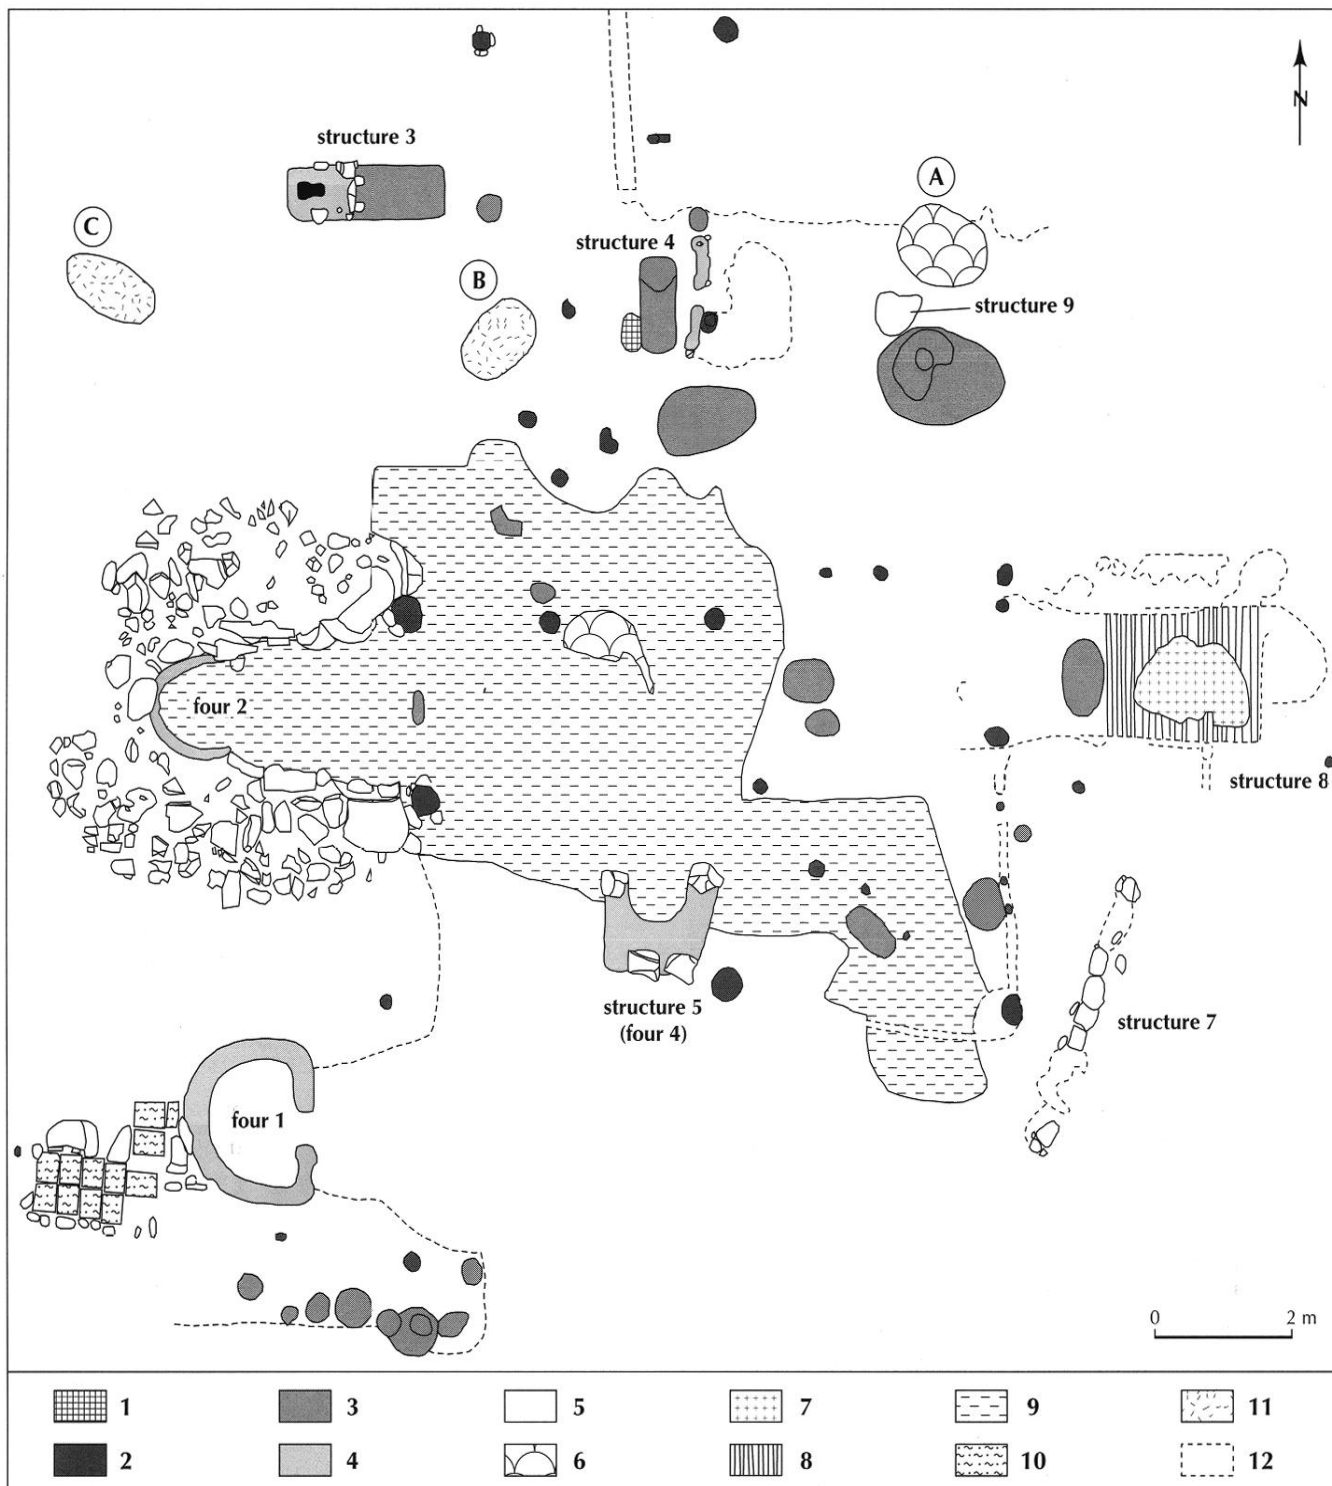 N
structure 3
A
C
structure 4
B
structure 9
four 2
structure 8
structure 5
(four 4)
structure 7
four 1
0 2 m
1 3 5 7 9 11
2 4 6 8 10 12